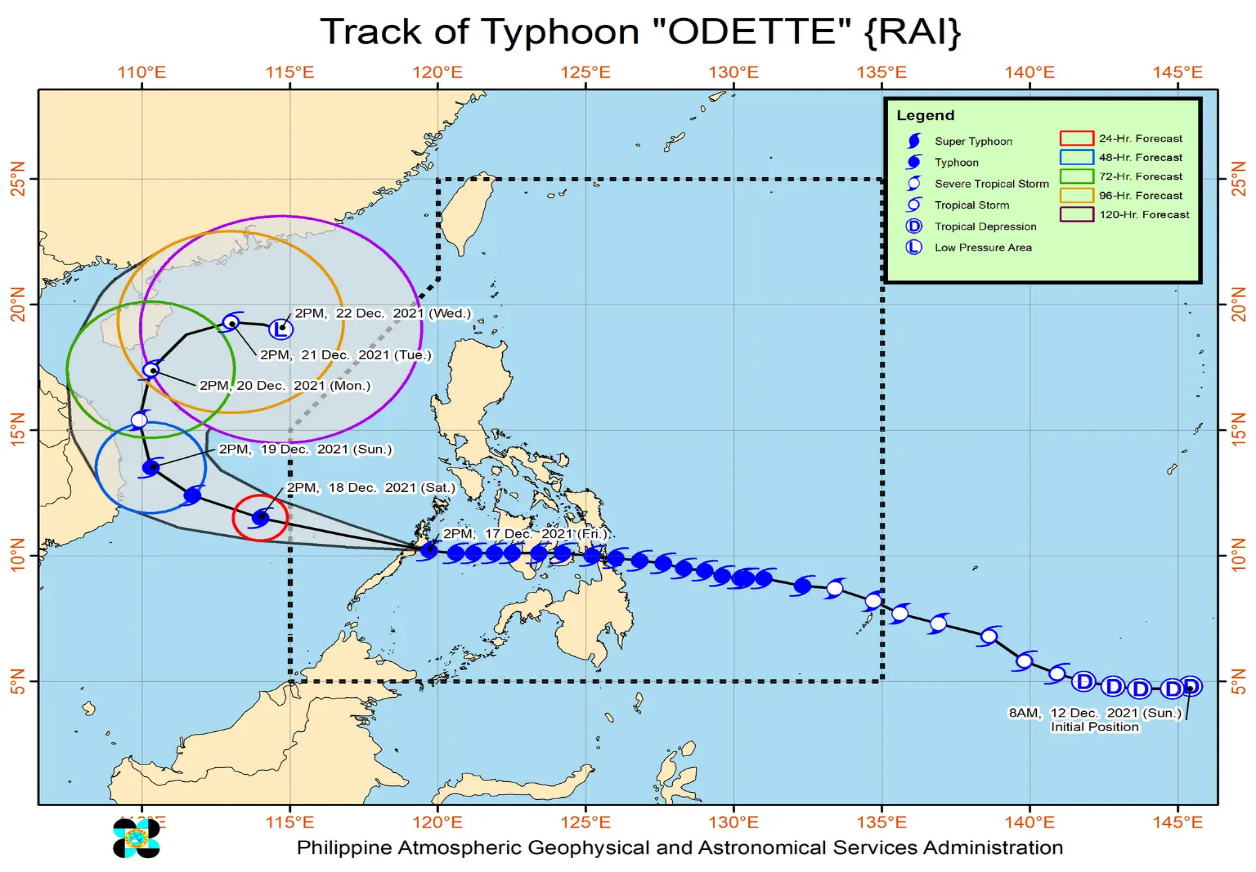 Track of Typhoon "ODETTE" {RAI}
110°E 115°E 120°E 125°E 130°E 135°E 140°E 145°E
Legend
Super Typhoon
Typhoon
Severe Tropical Storm
Tropical Storm
D Tropical Depression
L Low Pressure Area
24-Hr. Forecast
48-Hr. Forecast
72-Hr. Forecast
96-Hr. Forecast
120-Hr. Forecast
25°N 25°N
20°N 20°N
L 2PM, 22 Dec. 2021 (Wed.)
2PM, 21 Dec. 2021 (Tue.)
2PM, 20 Dec. 2021 (Mon.)
15°N 15°N
2PM, 19 Dec. 2021 (Sun.)
2PM, 18 Dec. 2021 (Sat.)
2PM, 17 Dec. 2021 (Fri.)
10°N 10°N
5°N 5°N
D D D D D
8AM, 12 Dec. 2021 (Sun.)
Initial Position
115°E 120°E 125°E 130°E 135°E 140°E 145°E
Philippine Atmospheric Geophysical and Astronomical Services Administration